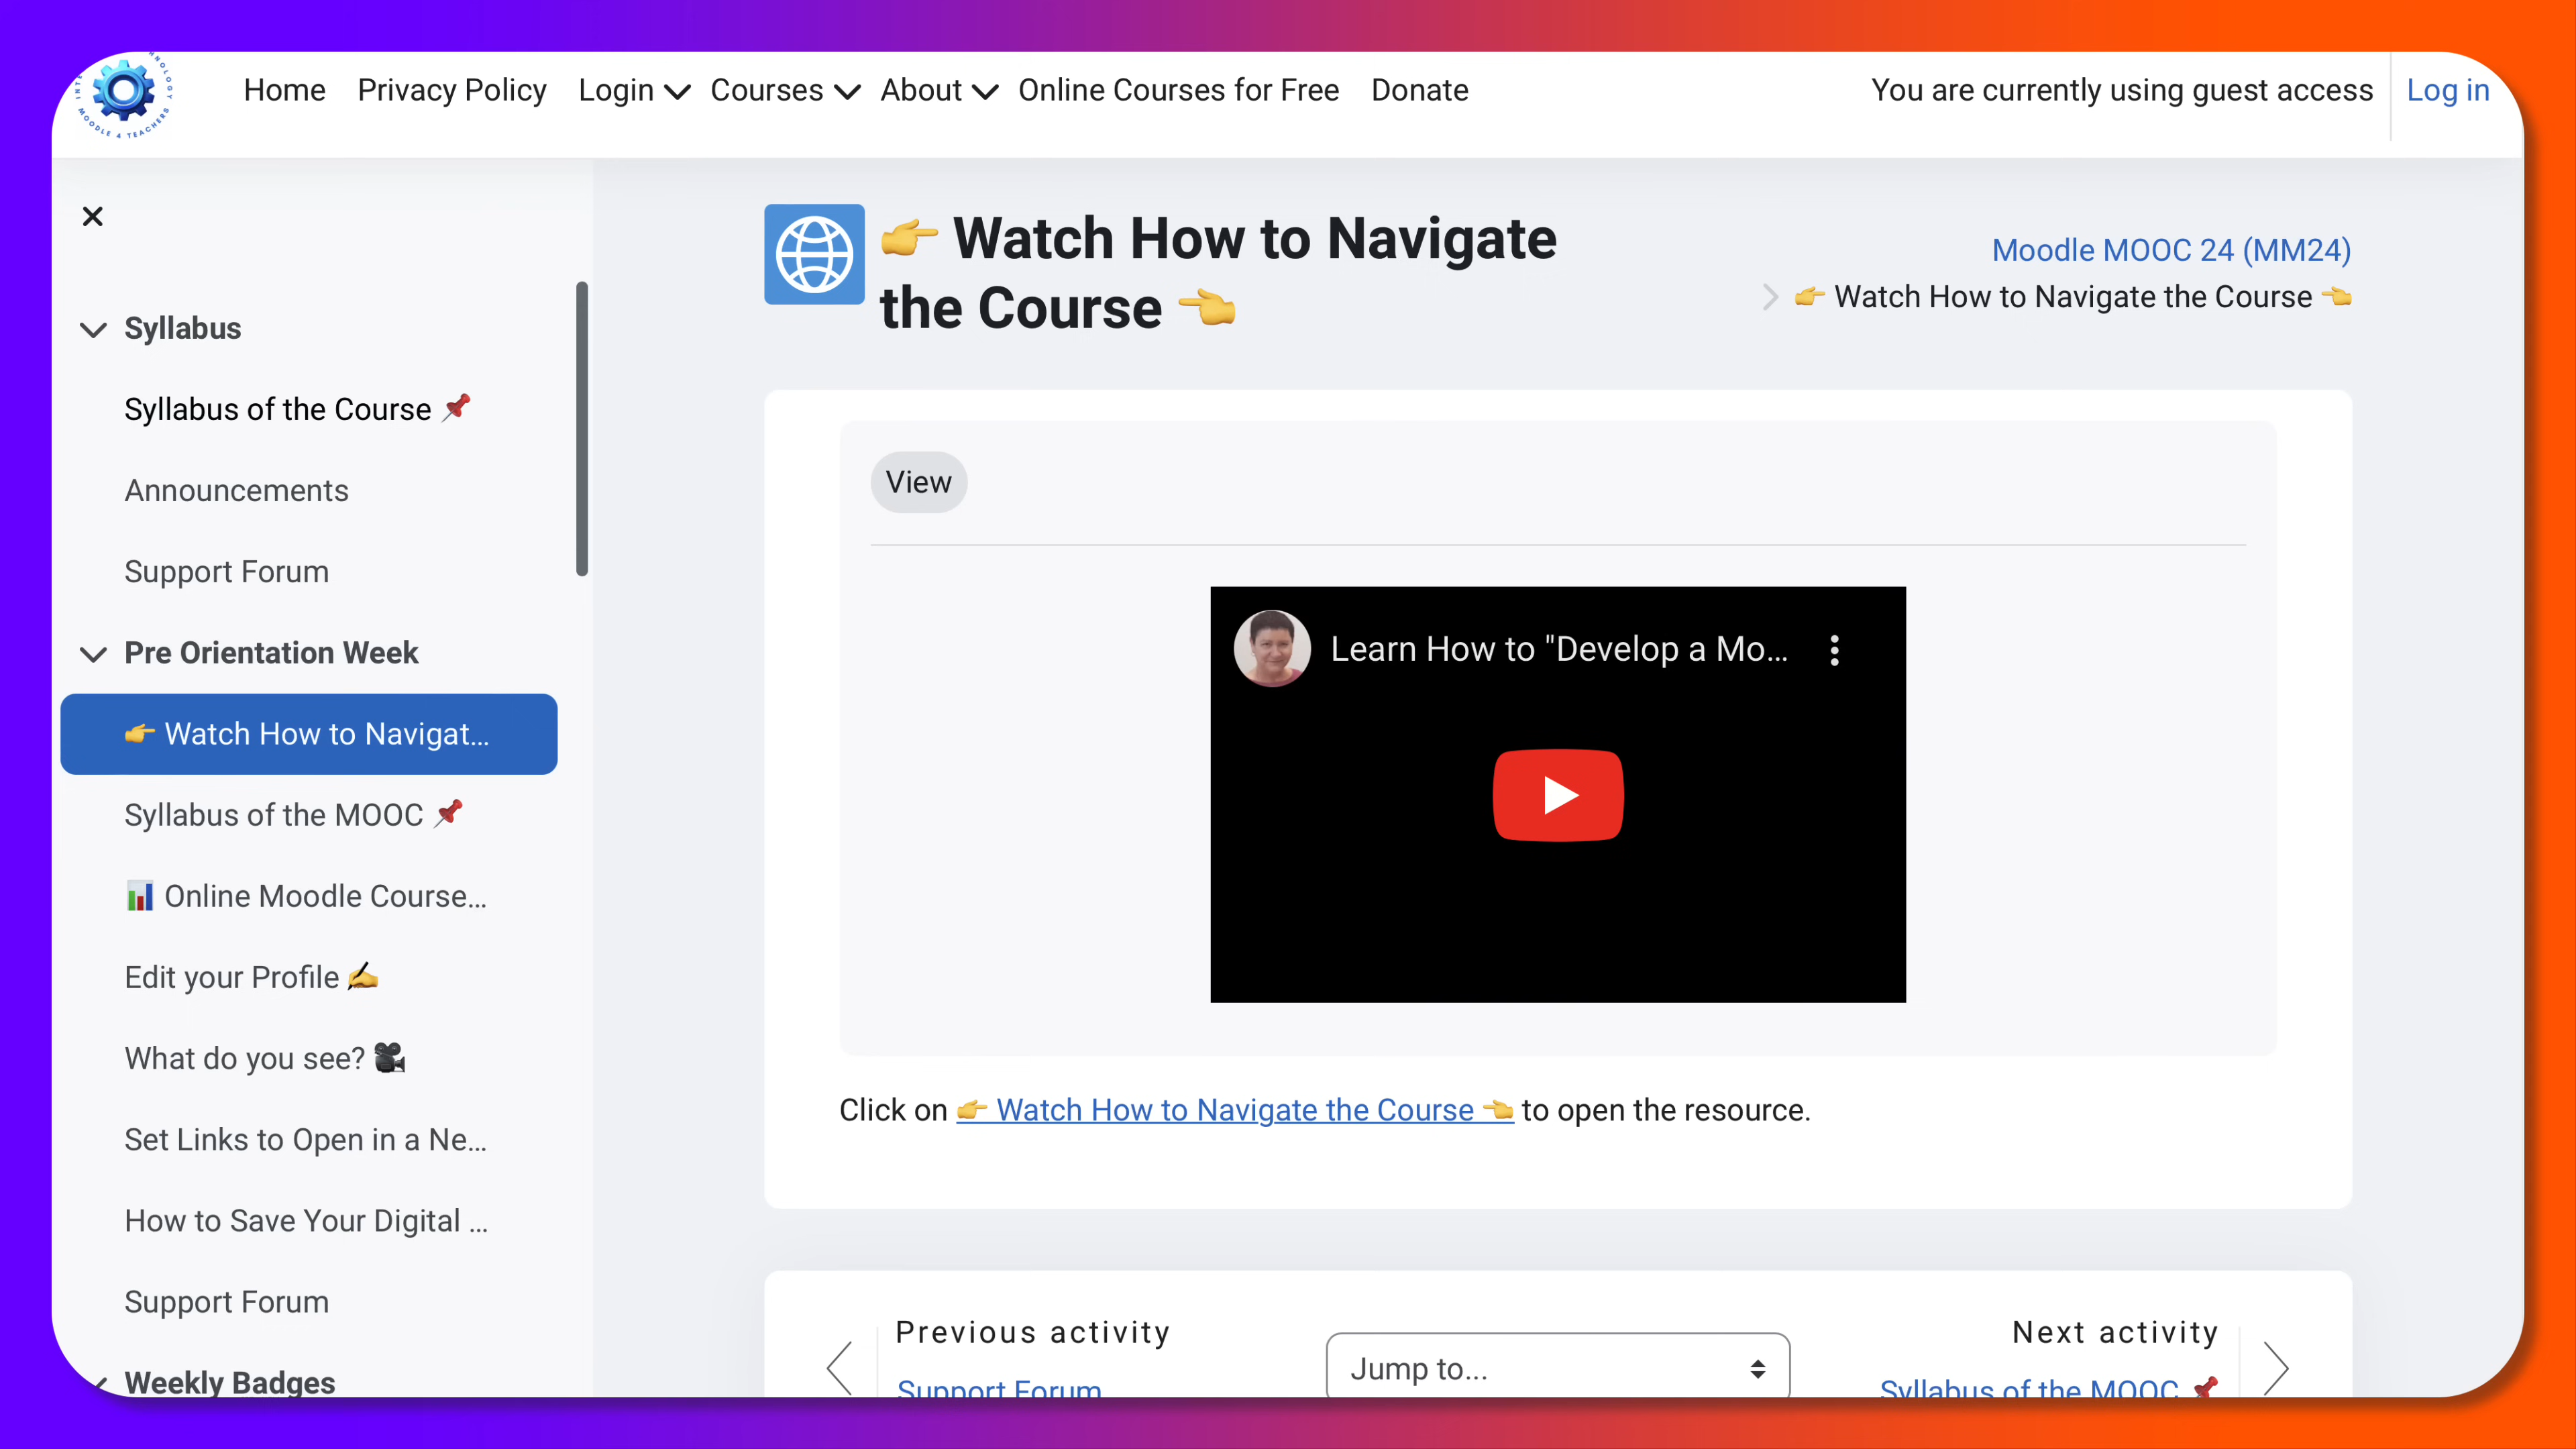 MOODLE 4 TEACHERS
Home Privacy Policy Login Courses About Online Courses for Free Donate You are currently using guest access Log in
Syllabus
Syllabus of the Course 📌
Announcements
Support Forum
Pre Orientation Week
👉 Watch How to Navigat...
Syllabus of the MOOC 📌
📊 Online Moodle Course...
Edit your Profile ✍
What do you see? 🎥
Set Links to Open in a Ne...
How to Save Your Digital ...
Support Forum
Weekly Badges
👉 Watch How to Navigate
the Course 👈
Moodle MOOC 24 (MM24)
👉 Watch How to Navigate the Course 👈
View
Learn How to "Develop a Mo...
Click on 👉 Watch How to Navigate the Course 👈 to open the resource.
Previous activity
Support Forum
Jump to...
Next activity
Syllabus of the MOOC 📌